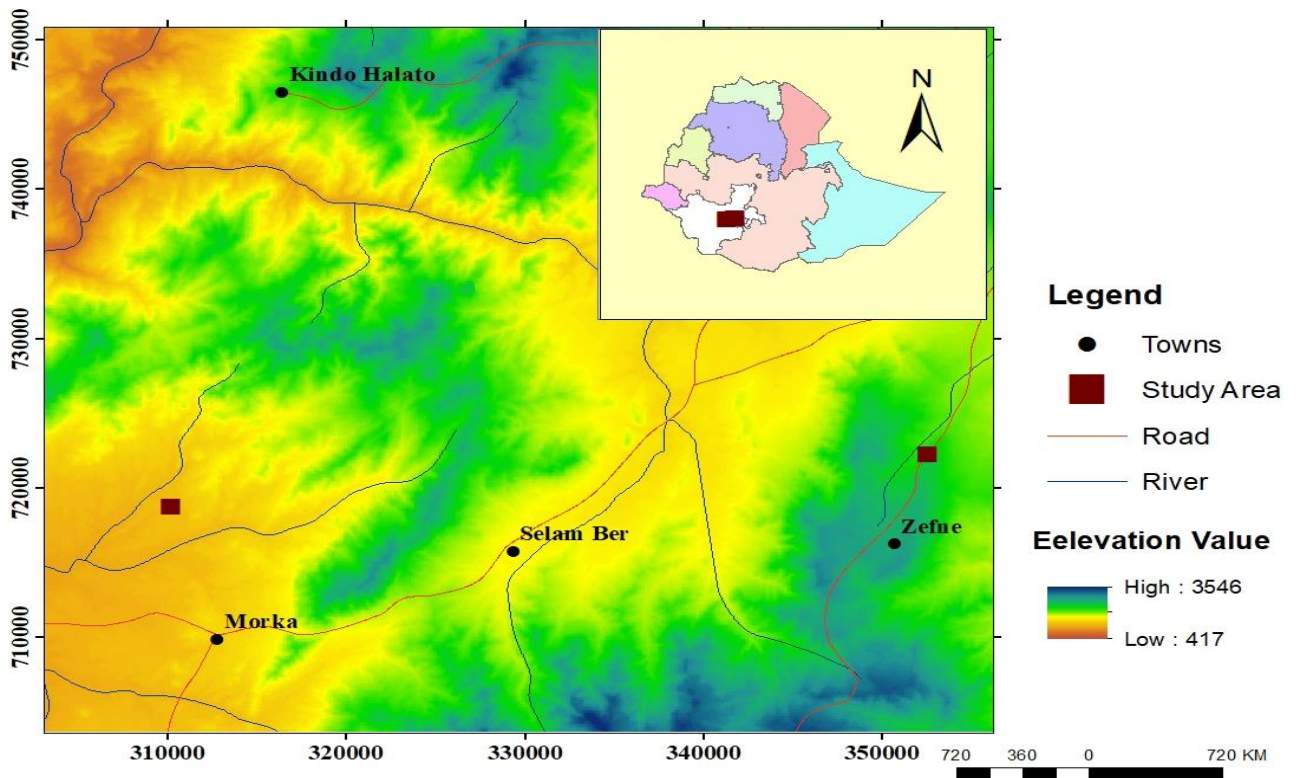 750000
740000
730000
720000
710000
310000
320000
330000
340000
350000
Kindo Halato
Selam Ber
Zefne
Morka
N
Legend
Towns
Study Area
Road
River
Eelevation Value
High : 3546
Low : 417
720 360 0 720 KM